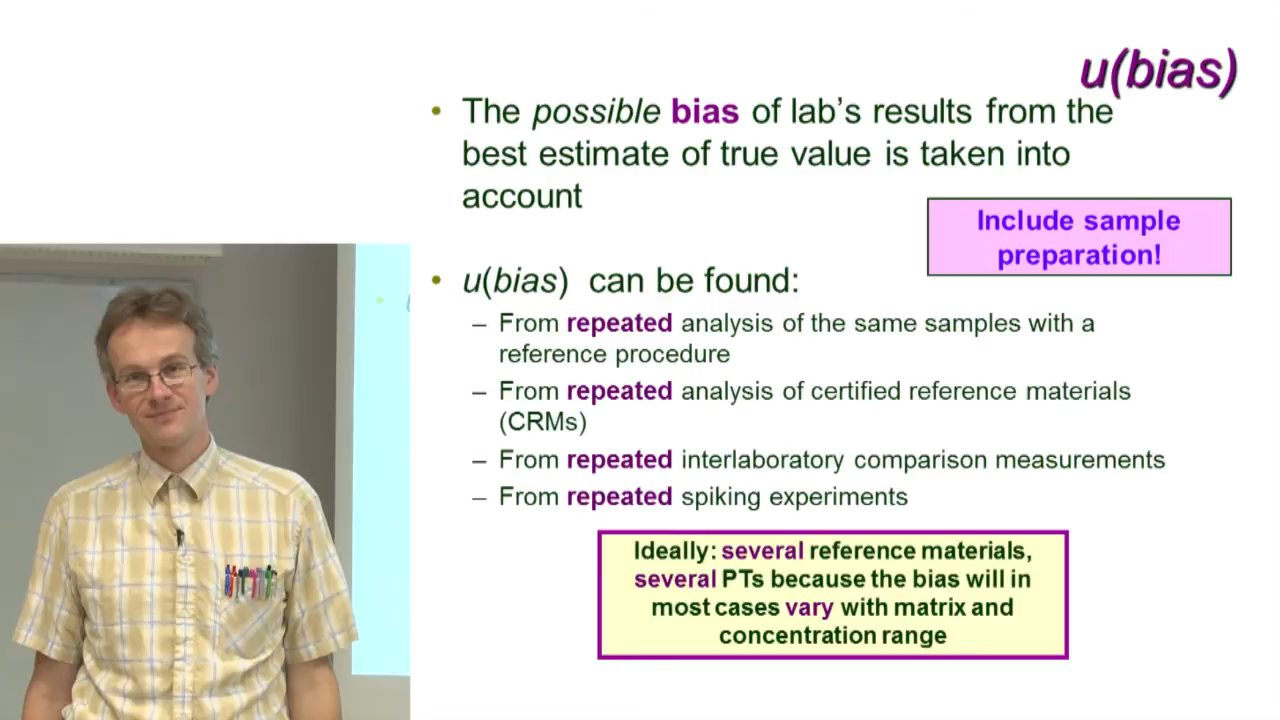 u(bias)
• The possible bias of lab's results from the
best estimate of true value is taken into
account
Include sample
preparation!
• u(bias) can be found:
– From repeated analysis of the same samples with a
reference procedure
– From repeated analysis of certified reference materials
(CRMs)
– From repeated interlaboratory comparison measurements
– From repeated spiking experiments
Ideally: several reference materials,
several PTs because the bias will in
most cases vary with matrix and
concentration range